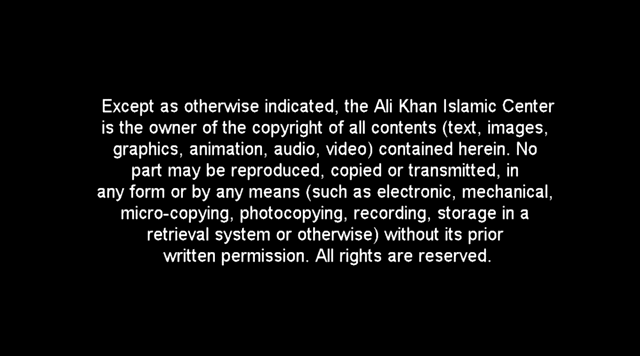 Except as otherwise indicated, the Ali Khan Islamic Center
is the owner of the copyright of all contents (text, images,
graphics, animation, audio, video) contained herein. No
part may be reproduced, copied or transmitted, in
any form or by any means (such as electronic, mechanical,
micro-copying, photocopying, recording, storage in a
retrieval system or otherwise) without its prior
written permission. All rights are reserved.